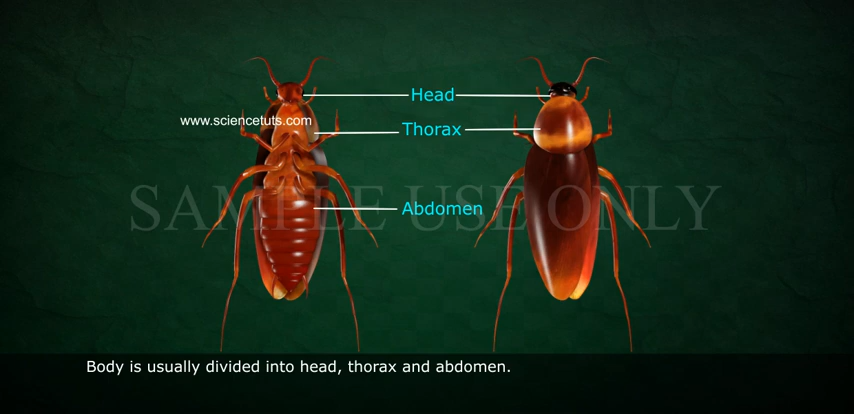 Head
www.sciencetuts.com
Thorax
SAMPLE USE ONLY
Abdomen
Body is usually divided into head, thorax and abdomen.